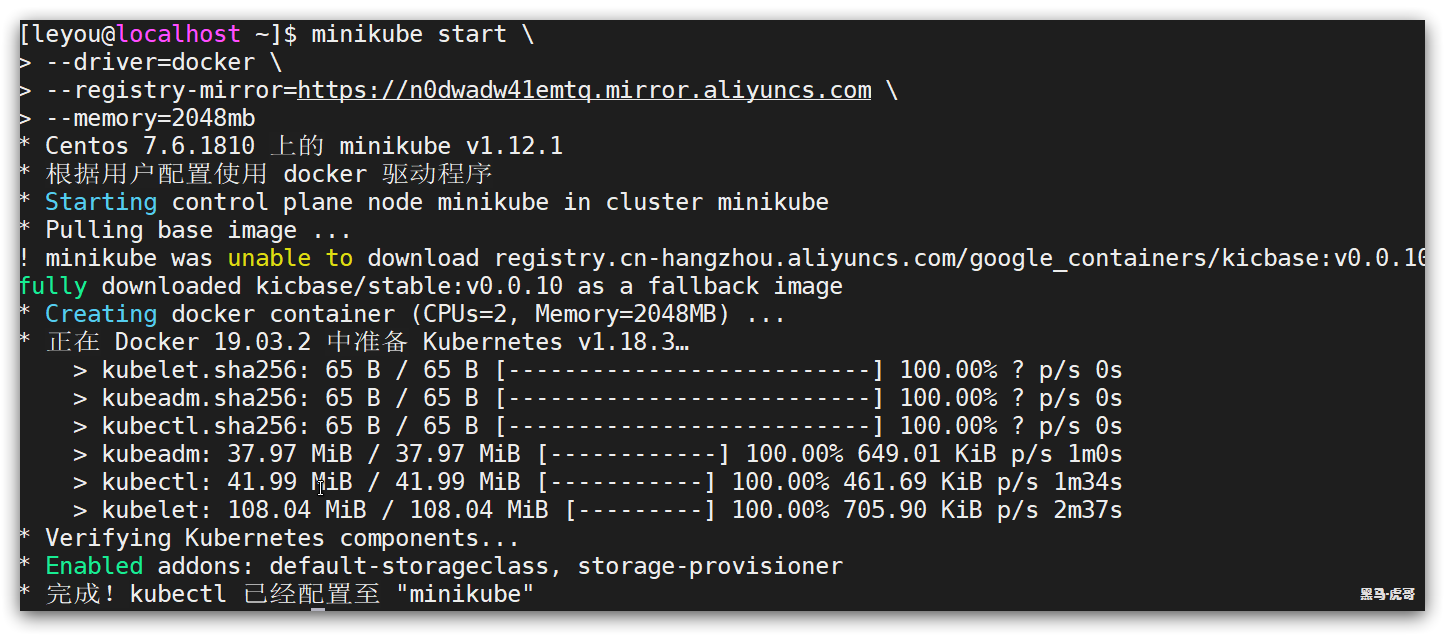 [leyou@localhost ~]$ minikube start \
> --driver=docker \
> --registry-mirror=https://n0dwadw41emtq.mirror.aliyuncs.com \
> --memory=2048mb
* Centos 7.6.1810 上的 minikube v1.12.1
* 根据用户配置使用 docker 驱动程序
* Starting control plane node minikube in cluster minikube
* Pulling base image ...
! minikube was unable to download registry.cn-hangzhou.aliyuncs.com/google_containers/kicbase:v0.0.10
fully downloaded kicbase/stable:v0.0.10 as a fallback image
* Creating docker container (CPUs=2, Memory=2048MB) ...
* 正在 Docker 19.03.2 中准备 Kubernetes v1.18.3…
> kubelet.sha256: 65 B / 65 B [--------------------------] 100.00% ? p/s 0s
> kubeadm.sha256: 65 B / 65 B [--------------------------] 100.00% ? p/s 0s
> kubectl.sha256: 65 B / 65 B [--------------------------] 100.00% ? p/s 0s
> kubeadm: 37.97 MiB / 37.97 MiB [------------] 100.00% 649.01 KiB p/s 1m0s
> kubectl: 41.99 MiB / 41.99 MiB [-----------] 100.00% 461.69 KiB p/s 1m34s
> kubelet: 108.04 MiB / 108.04 MiB [---------] 100.00% 705.90 KiB p/s 2m37s
* Verifying Kubernetes components...
* Enabled addons: default-storageclass, storage-provisioner
* 完成！kubectl 已经配置至 "minikube"
黑马·虎哥